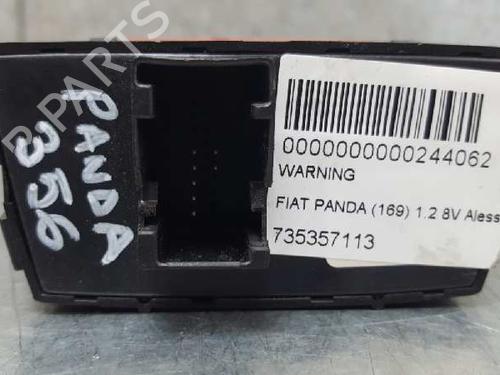 PANDA
356
0000000000244062
WARNING
FIAT PANDA (169) 1.2 8V Aless
735357113
B-PARTS